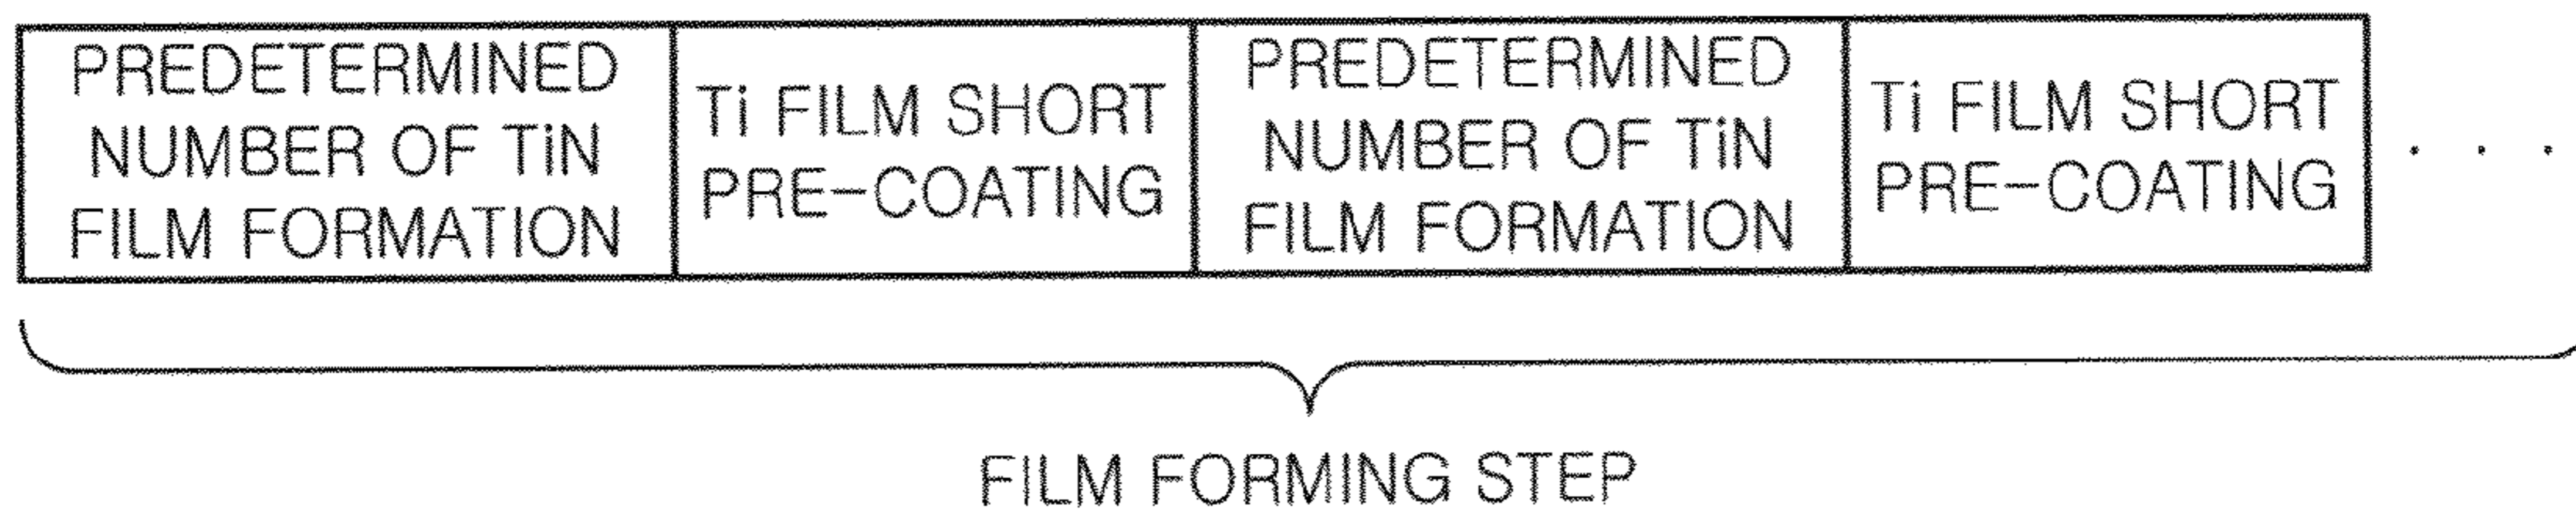 PREDETERMINED
NUMBER OF TiN
FILM FORMATION
Ti FILM SHORT
PRE-COATING
PREDETERMINED
NUMBER OF TiN
FILM FORMATION
Ti FILM SHORT
PRE-COATING
. . .
FILM FORMING STEP